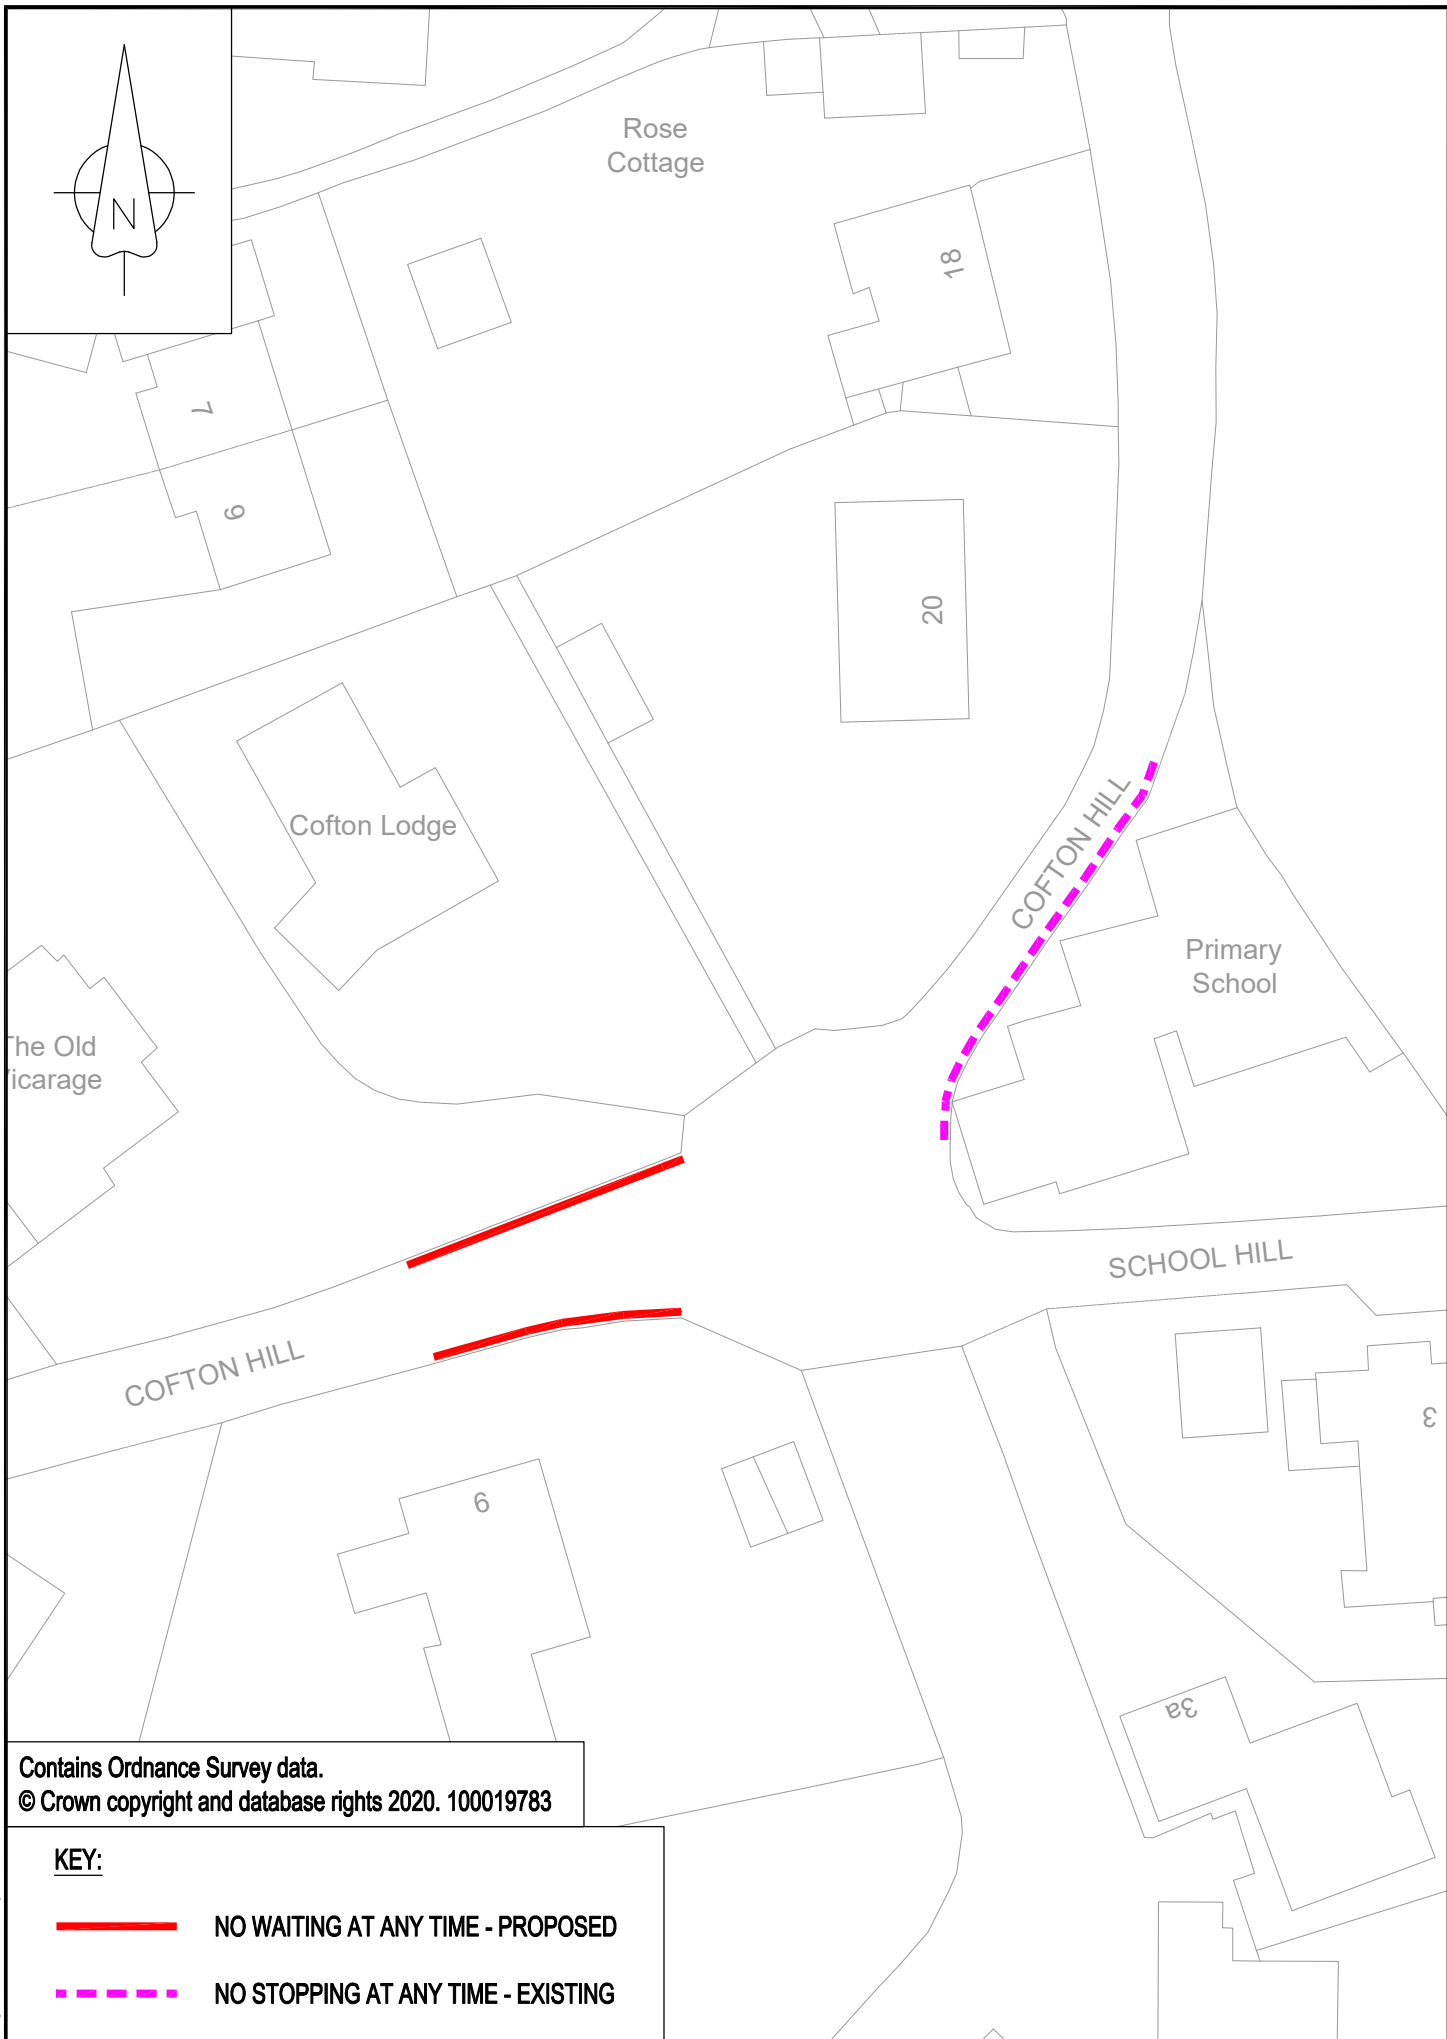 N
Rose
Cottage
18
7
6
20
Cofton Lodge
COFTON HILL
Primary
School
The Old
Vicarage
SCHOOL HILL
COFTON HILL
3
9
3a
Contains Ordnance Survey data.
© Crown copyright and database rights 2020. 100019783
KEY:
NO WAITING AT ANY TIME - PROPOSED
NO STOPPING AT ANY TIME - EXISTING